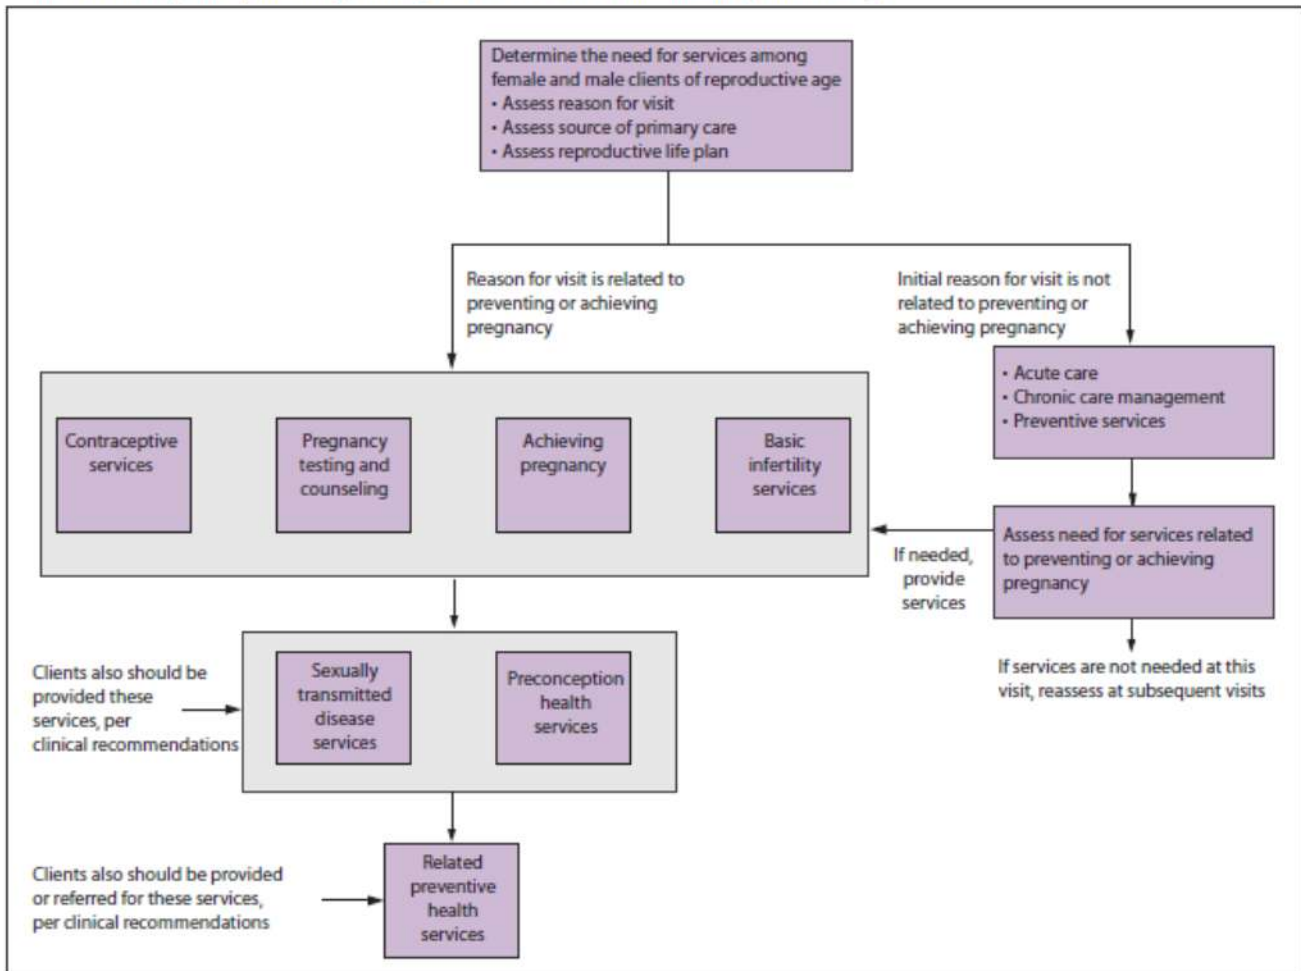 Determine the need for services among
female and male clients of reproductive age
• Assess reason for visit
• Assess source of primary care
• Assess reproductive life plan
Reason for visit is related to
preventing or achieving
pregnancy
Initial reason for visit is not
related to preventing or
achieving pregnancy
• Acute care
• Chronic care management
• Preventive services
Contraceptive
services
Pregnancy
testing and
counseling
Achieving
pregnancy
Basic
infertility
services
If needed,
provide
services
Assess need for services related
to preventing or achieving
pregnancy
If services are not needed at this
visit, reassess at subsequent visits
Clients also should be
provided these
services, per
clinical recommendations
Sexually
transmitted
disease
services
Preconception
health
services
Clients also should be provided
or referred for these services,
per clinical recommendations
Related
preventive
health
services